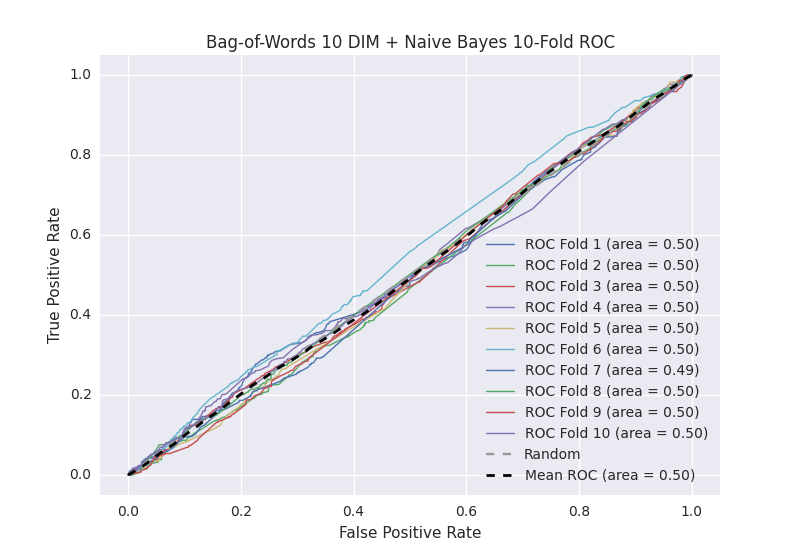 Bag-of-Words 10 DIM + Naive Bayes 10-Fold ROC
1.0
0.8
0.6
0.4
0.2
0.0
True Positive Rate
ROC Fold 1 (area = 0.50)
ROC Fold 2 (area = 0.50)
ROC Fold 3 (area = 0.50)
ROC Fold 4 (area = 0.50)
ROC Fold 5 (area = 0.50)
ROC Fold 6 (area = 0.50)
ROC Fold 7 (area = 0.49)
ROC Fold 8 (area = 0.50)
ROC Fold 9 (area = 0.50)
ROC Fold 10 (area = 0.50)
Random
Mean ROC (area = 0.50)
0.0 0.2 0.4 0.6 0.8 1.0
False Positive Rate